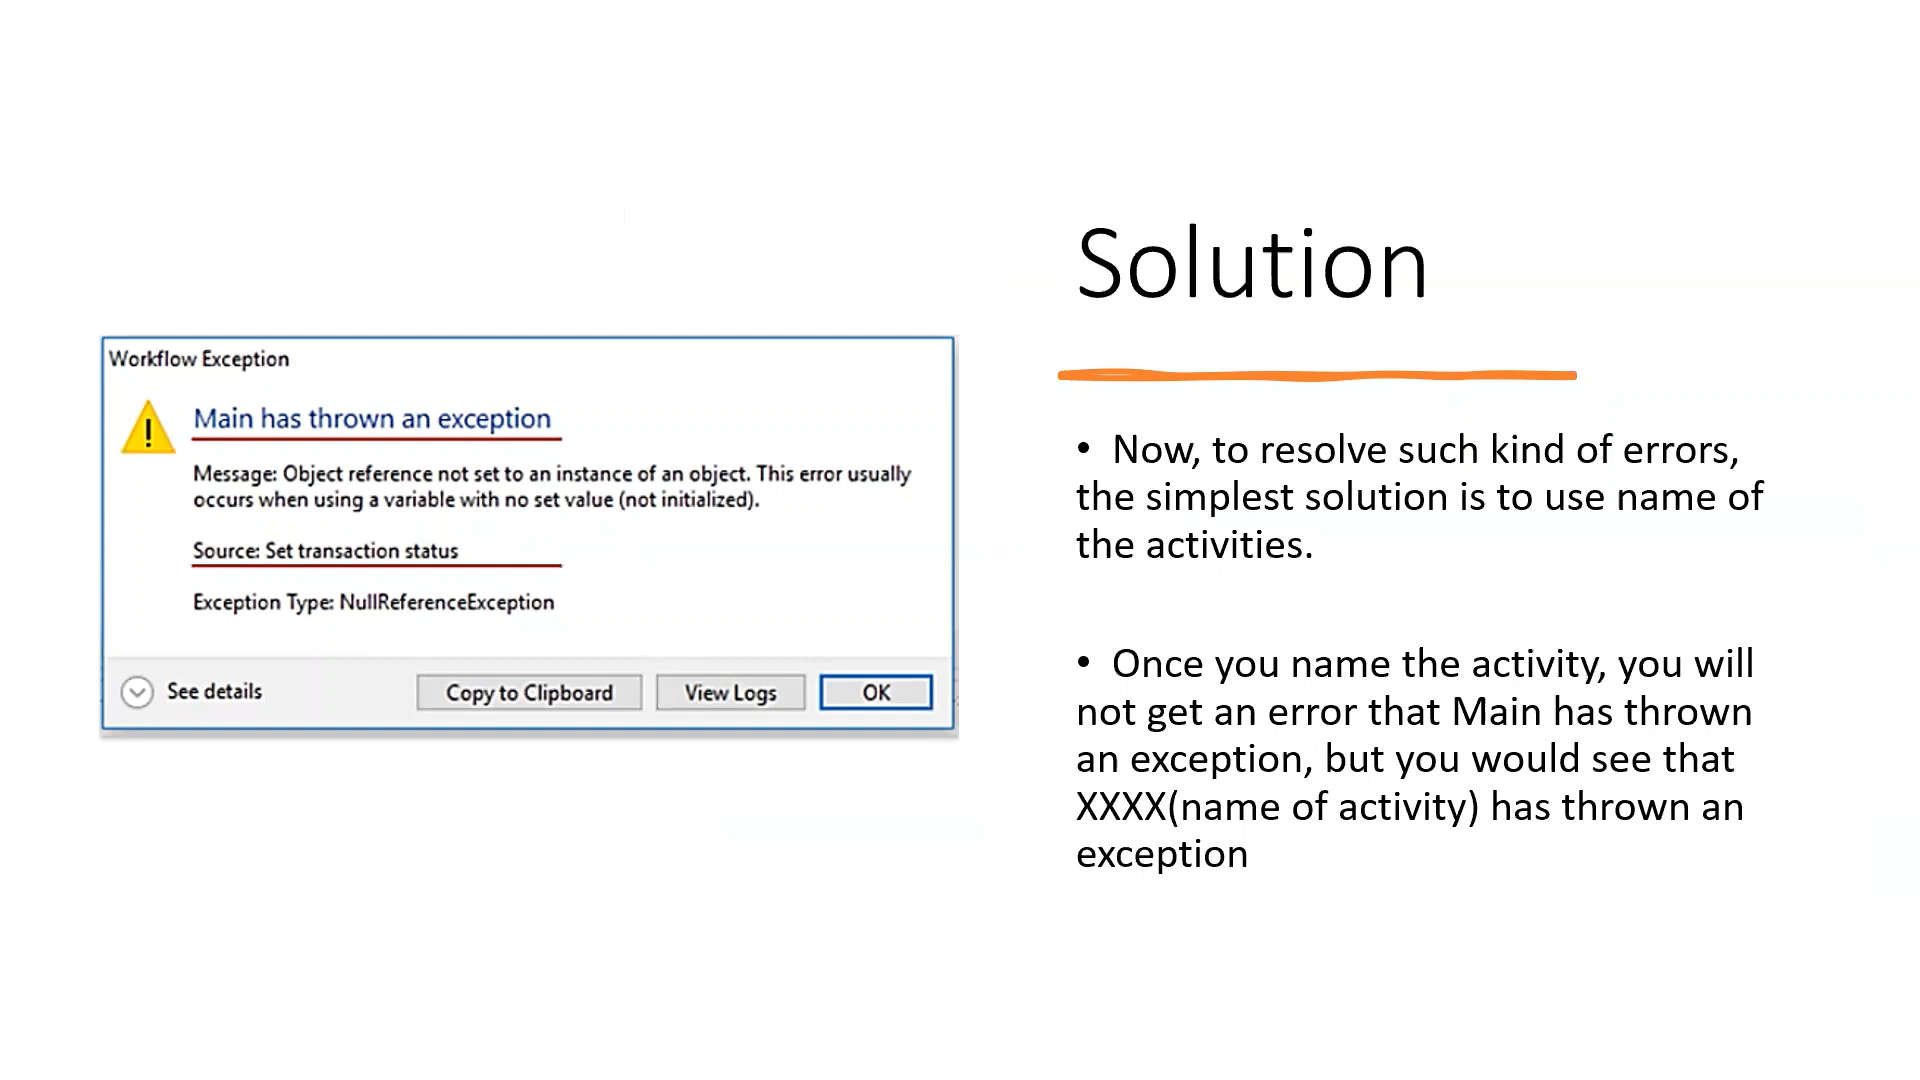 Workflow Exception
Main has thrown an exception
Message: Object reference not set to an instance of an object. This error usually
occurs when using a variable with no set value (not initialized).
Source: Set transaction status
Exception Type: NullReferenceException
See details
Copy to Clipboard
View Logs
OK
Solution
• Now, to resolve such kind of errors,
the simplest solution is to use name of
the activities.
• Once you name the activity, you will
not get an error that Main has thrown
an exception, but you would see that
XXXX(name of activity) has thrown an
exception